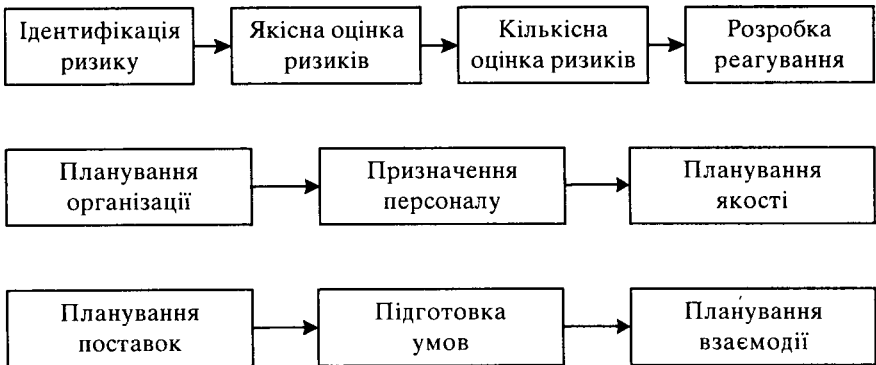 Ідентифікація
ризику
Якісна оцінка
ризиків
Кількісна
оцінка ризиків
Розробка
реагування
Планування
організації
Призначення
персоналу
Планування
якості
Планування
поставок
Підготовка
умов
Планування
взаємодії